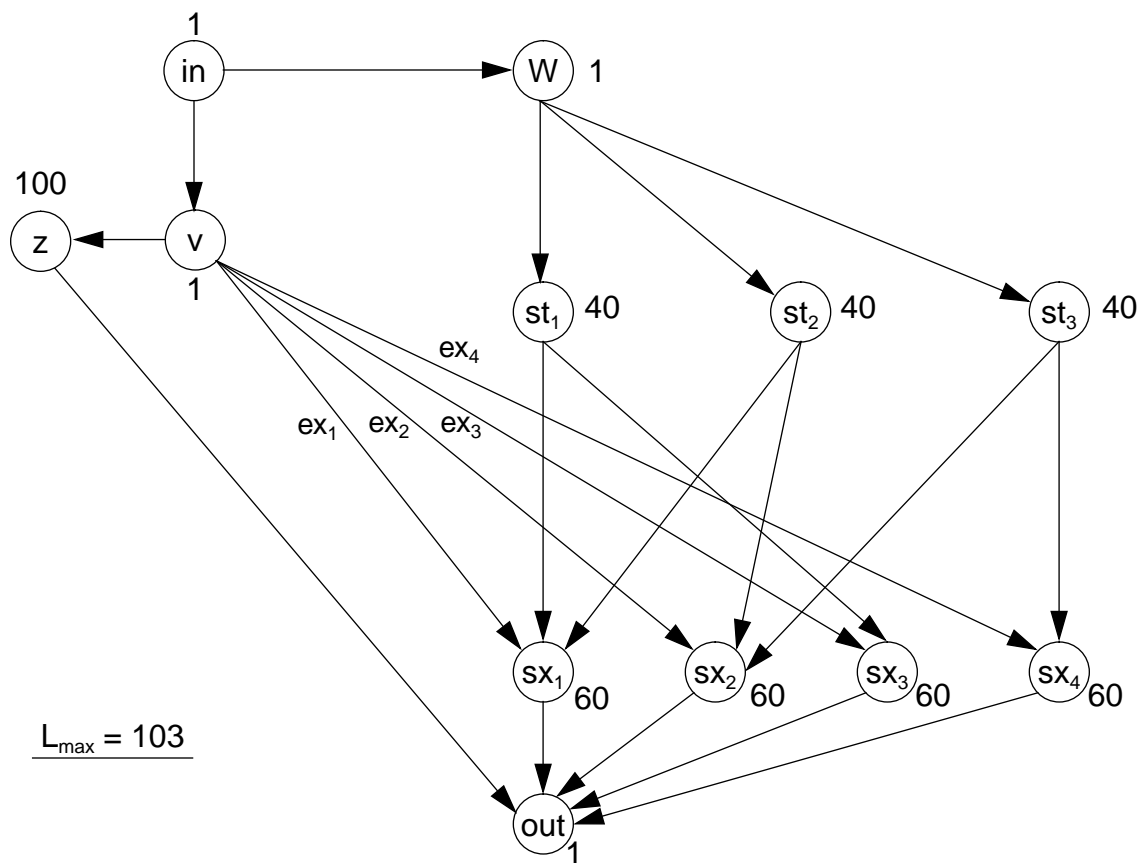 1
in
W 1
100
z
v
1
st₁ 40
st₂ 40
st₃ 40
ex₄
ex₁
ex₂
ex₃
sx₁ 60
sx₂ 60
sx₃ 60
sx₄ 60
Lₘₐₓ = 103
out
1